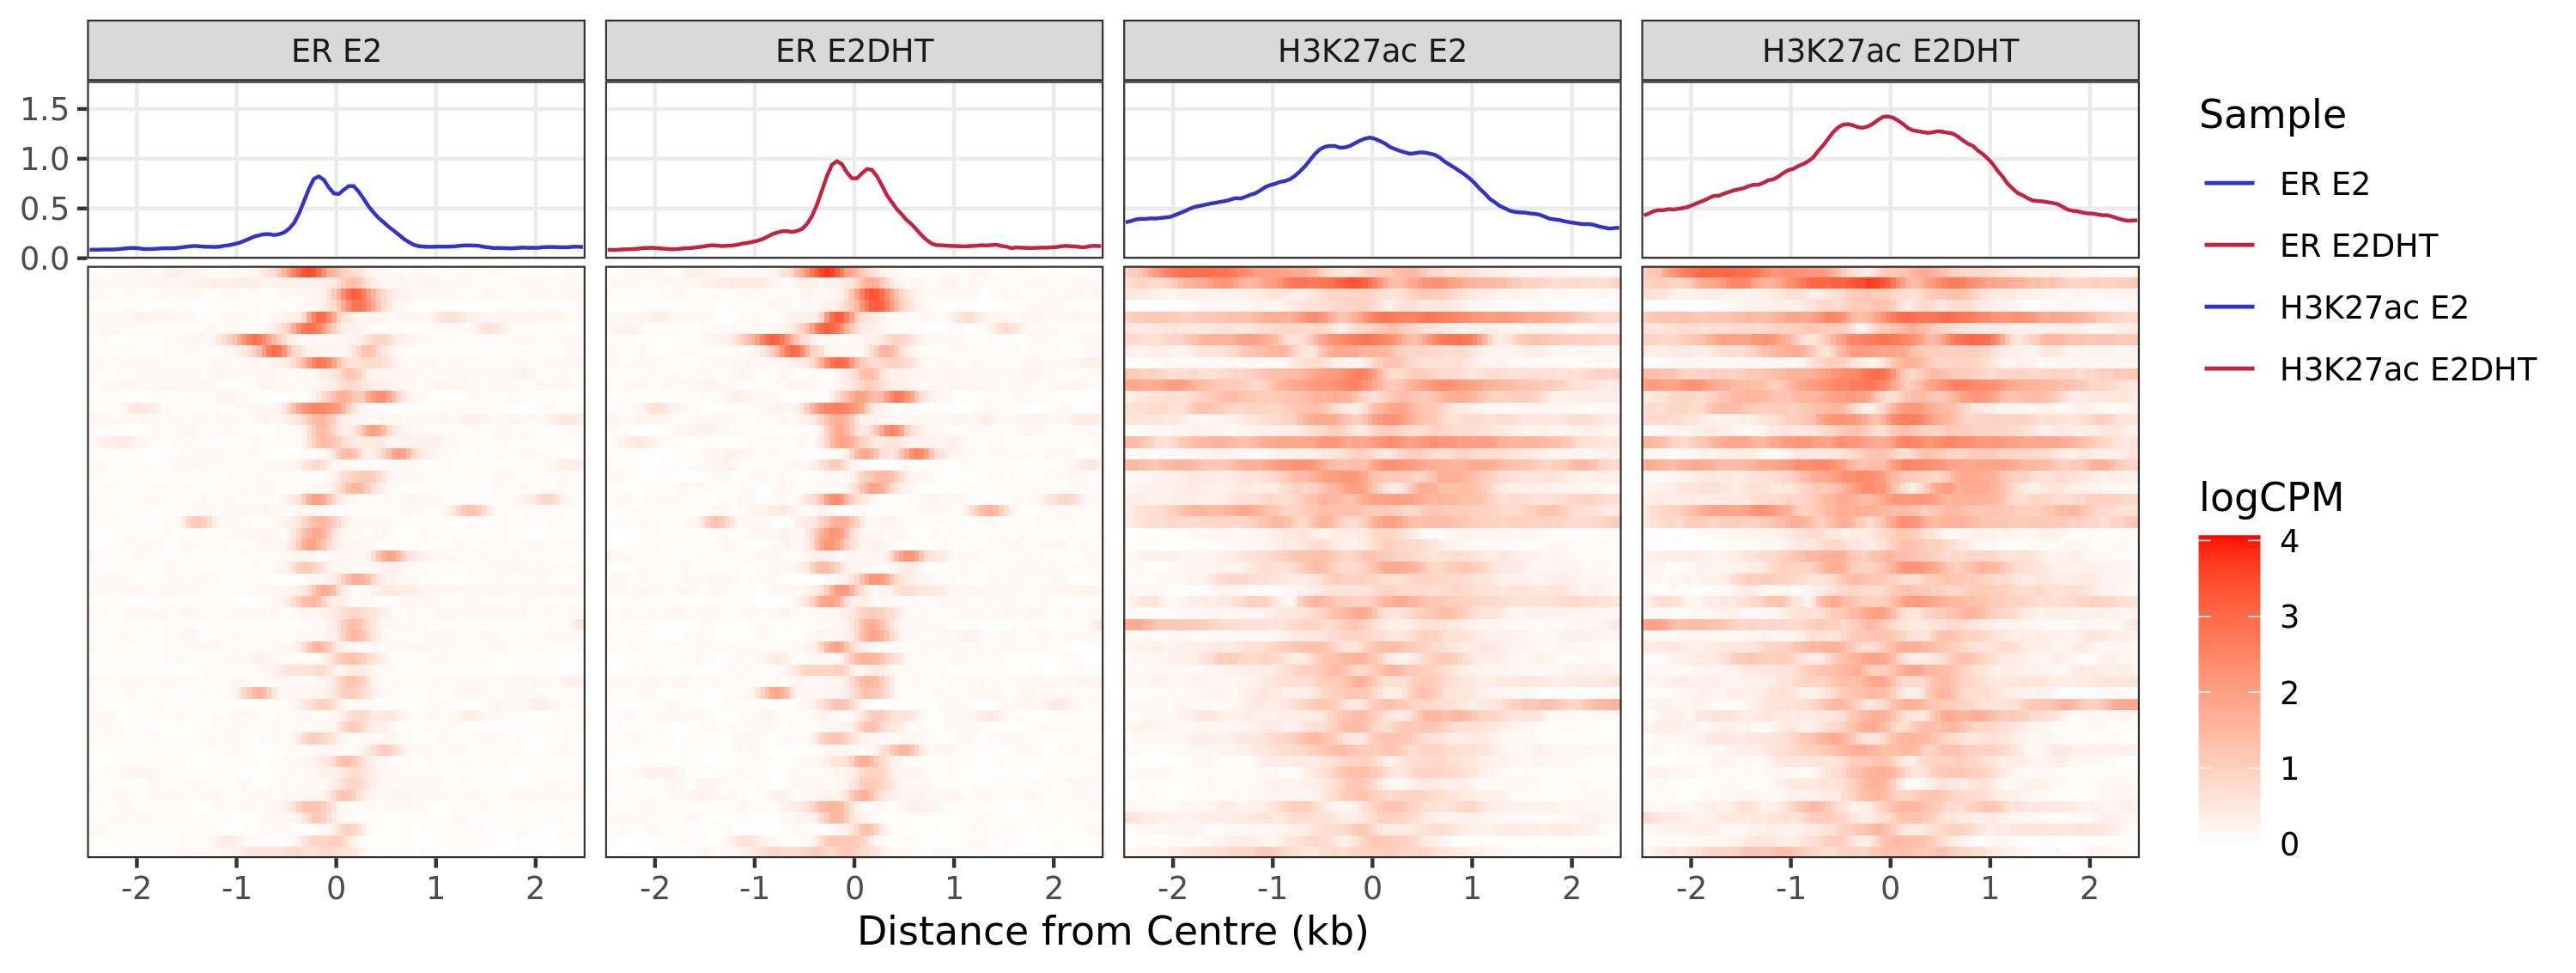 ER E2
ER E2DHT
H3K27ac E2
H3K27ac E2DHT
1.5
1.0
0.5
0.0
-2 -1 0 1 2
-2 -1 0 1 2
-2 -1 0 1 2
-2 -1 0 1 2
Distance from Centre (kb)
Sample
ER E2
ER E2DHT
H3K27ac E2
H3K27ac E2DHT
logCPM
4
3
2
1
0